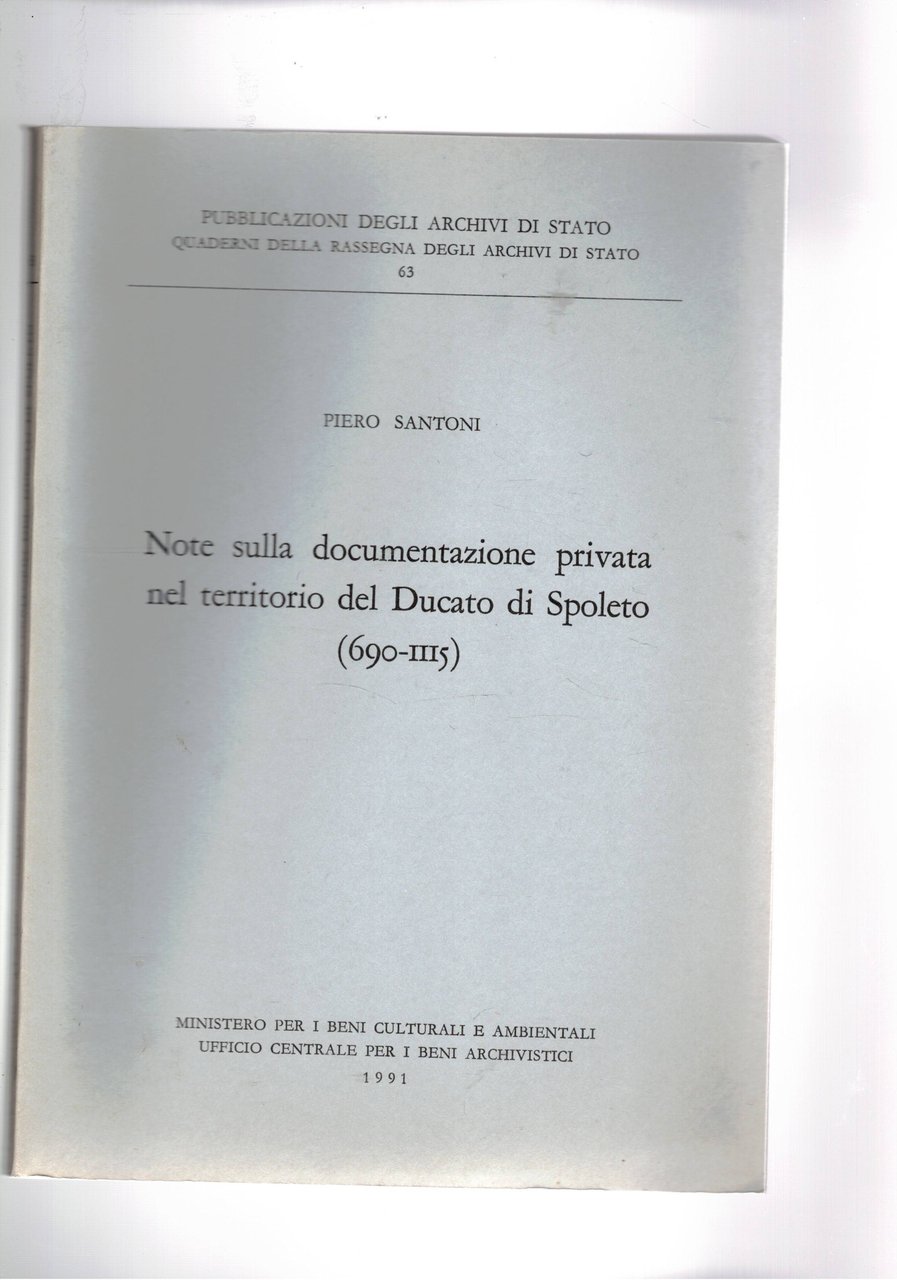 PUBBLICAZIONI DEGLI ARCHIVI DI STATO
QUADERNI DELLA RASSEGNA DEGLI ARCHIVI DI STATO
63
PIERO SANTONI
Note sulla documentazione privata
nel territorio del Ducato di Spoleto
(690-1115)
MINISTERO PER I BENI CULTURALI E AMBIENTALI
UFFICIO CENTRALE PER I BENI ARCHIVISTICI
1991